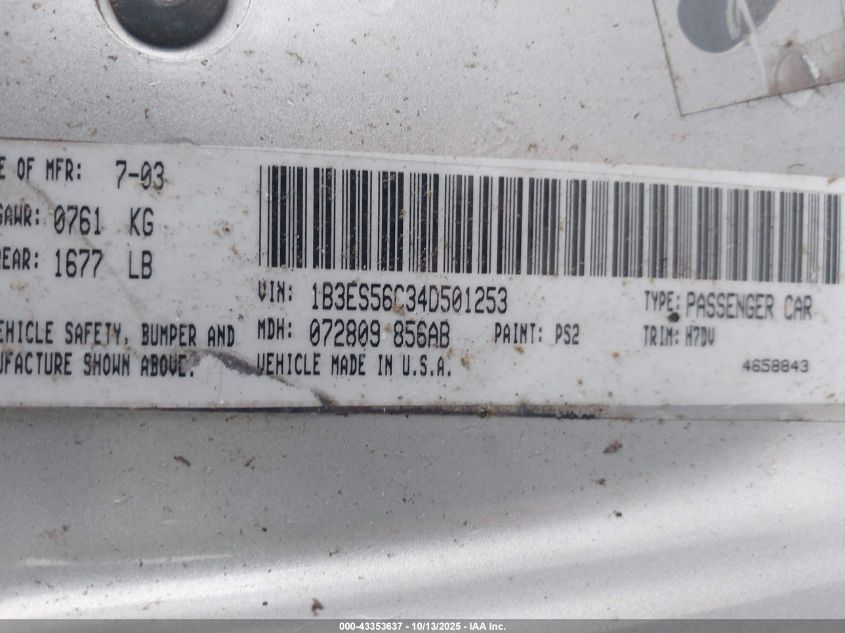 E OF MFR: 7-03
GAWR: 0761 KG
REAR: 1677 LB
VIN: 1B3ES56C34D501253
TYPE: PASSENGER CAR
EHICLE SAFETY, BUMPER AND
MDH: 072809 856AB
PAINT: PS2
TRIM: H7DV
UFACTURE SHOWN ABOVE.
VEHICLE MADE IN U.S.A.
4658843
000-43353637 - 10/13/2025 - IAA Inc.